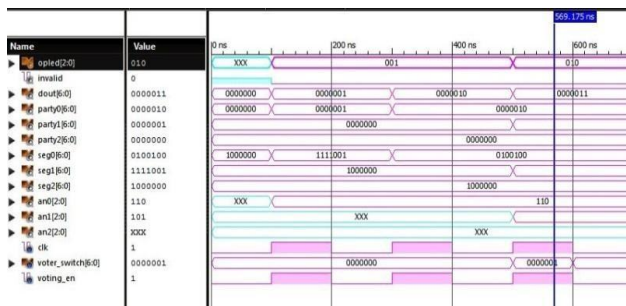 569.175 ns
Name Value 0 ns 200 ns 400 ns 600 ns
opled[2:0] 010 XXX 001 010
invalid 0
dout[6:0] 0000011 0000000 0000001 0000010 0000011
party0[6:0] 0000010 0000000 0000001 0000010
party1[6:0] 0000001 0000000
party2[6:0] 0000000 0000000
seg0[6:0] 0100100 1000000 1111001 0100100
seg1[6:0] 1111001 1000000
seg2[6:0] 1000000 1000000
an0[2:0] 110 XXX 110
an1[2:0] 101 XXX
an2[2:0] XXX XXX
clk 1
voter_switch[6:0] 0000001 0000000 0000001
voting_en 1